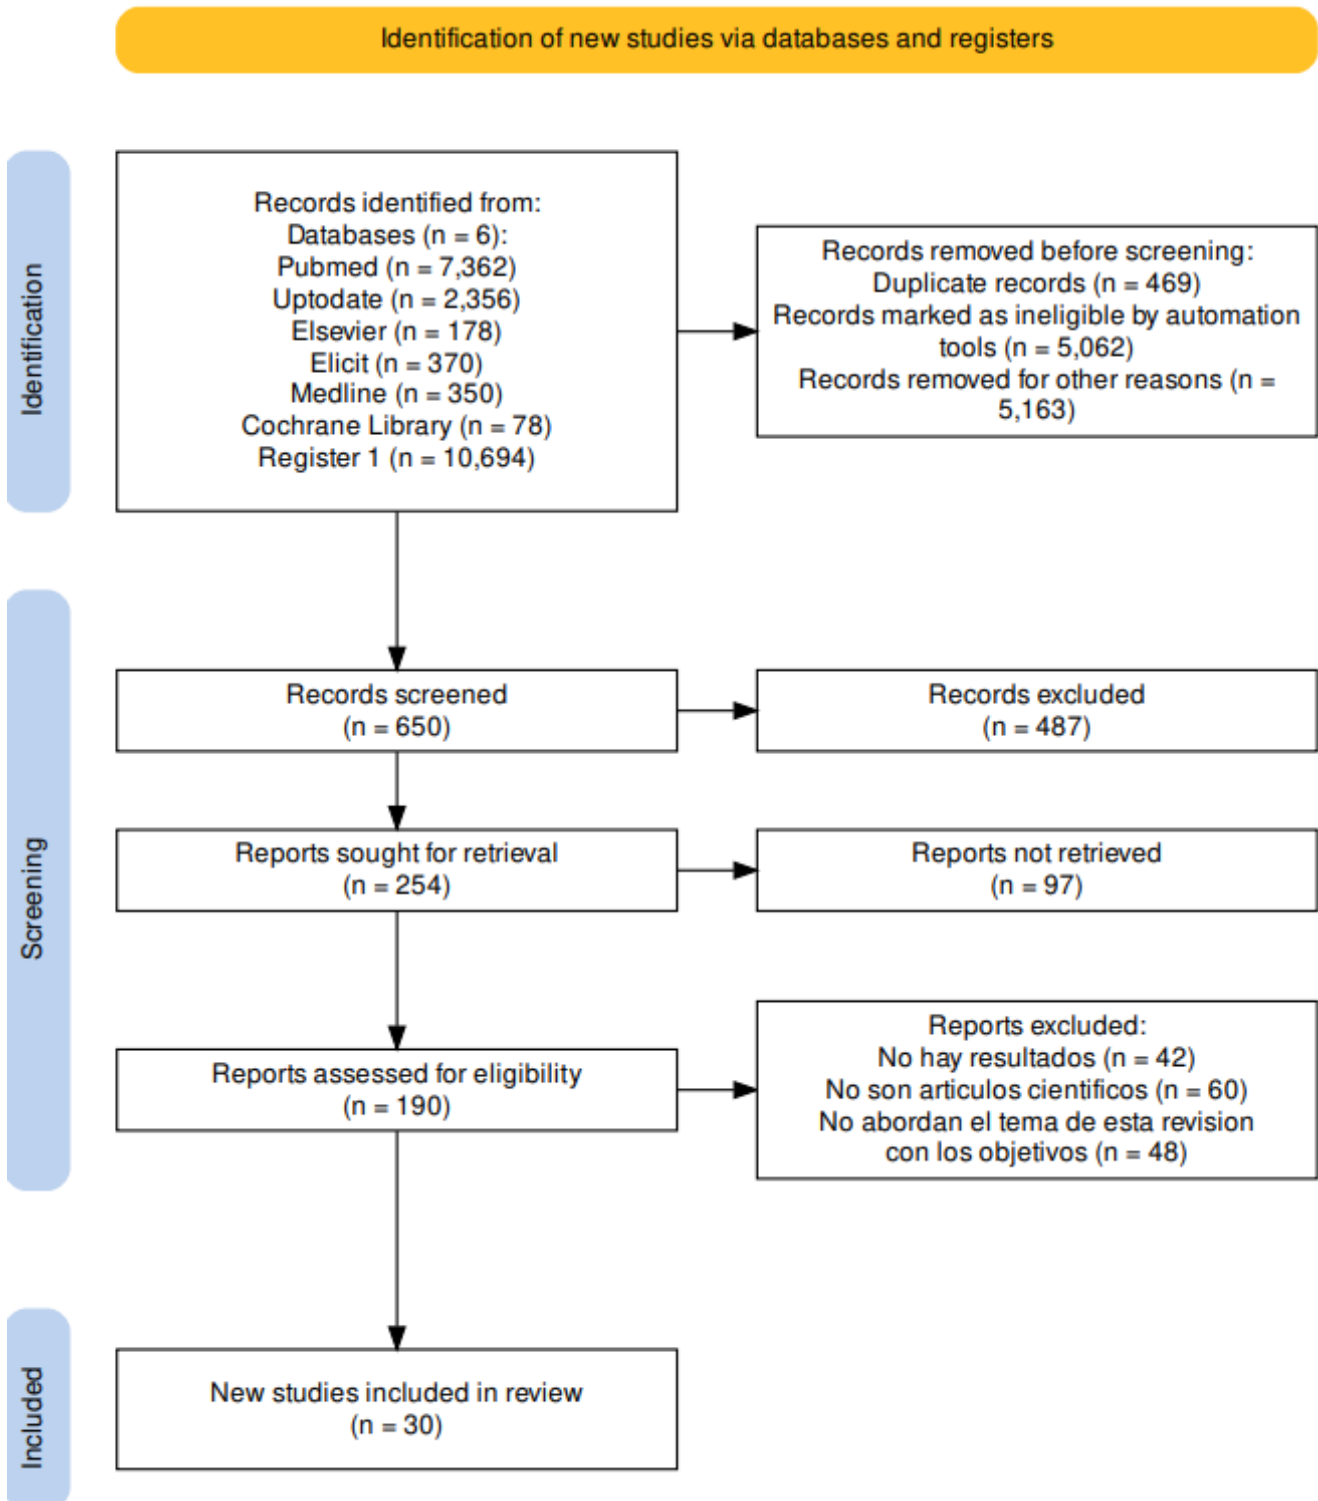 Identification of new studies via databases and registers
Identification
Records identified from:
Databases (n = 6):
Pubmed (n = 7,362)
Uptodate (n = 2,356)
Elsevier (n = 178)
Elicit (n = 370)
Medline (n = 350)
Cochrane Library (n = 78)
Register 1 (n = 10,694)
Records removed before screening:
Duplicate records (n = 469)
Records marked as ineligible by automation
tools (n = 5,062)
Records removed for other reasons (n =
5,163)
Screening
Records screened
(n = 650)
Records excluded
(n = 487)
Reports sought for retrieval
(n = 254)
Reports not retrieved
(n = 97)
Reports assessed for eligibility
(n = 190)
Reports excluded:
No hay resultados (n = 42)
No son articulos cientificos (n = 60)
No abordan el tema de esta revision
con los objetivos (n = 48)
Included
New studies included in review
(n = 30)